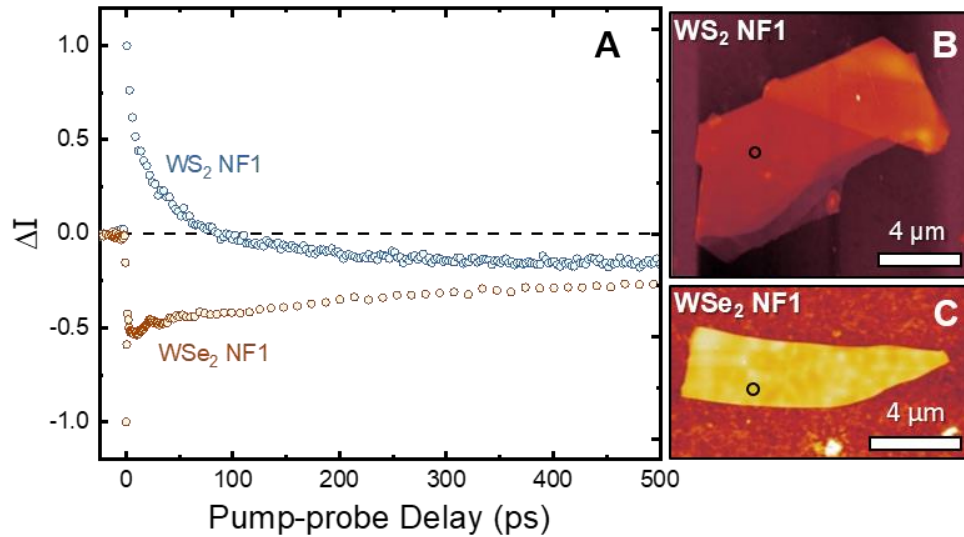 A
1.0
0.5
0.0
-0.5
-1.0
ΔI
WS₂ NF1
WSe₂ NF1
0
100
200
300
400
500
Pump-probe Delay (ps)
WS₂ NF1
B
4 μm
WSe₂ NF1
C
4 μm